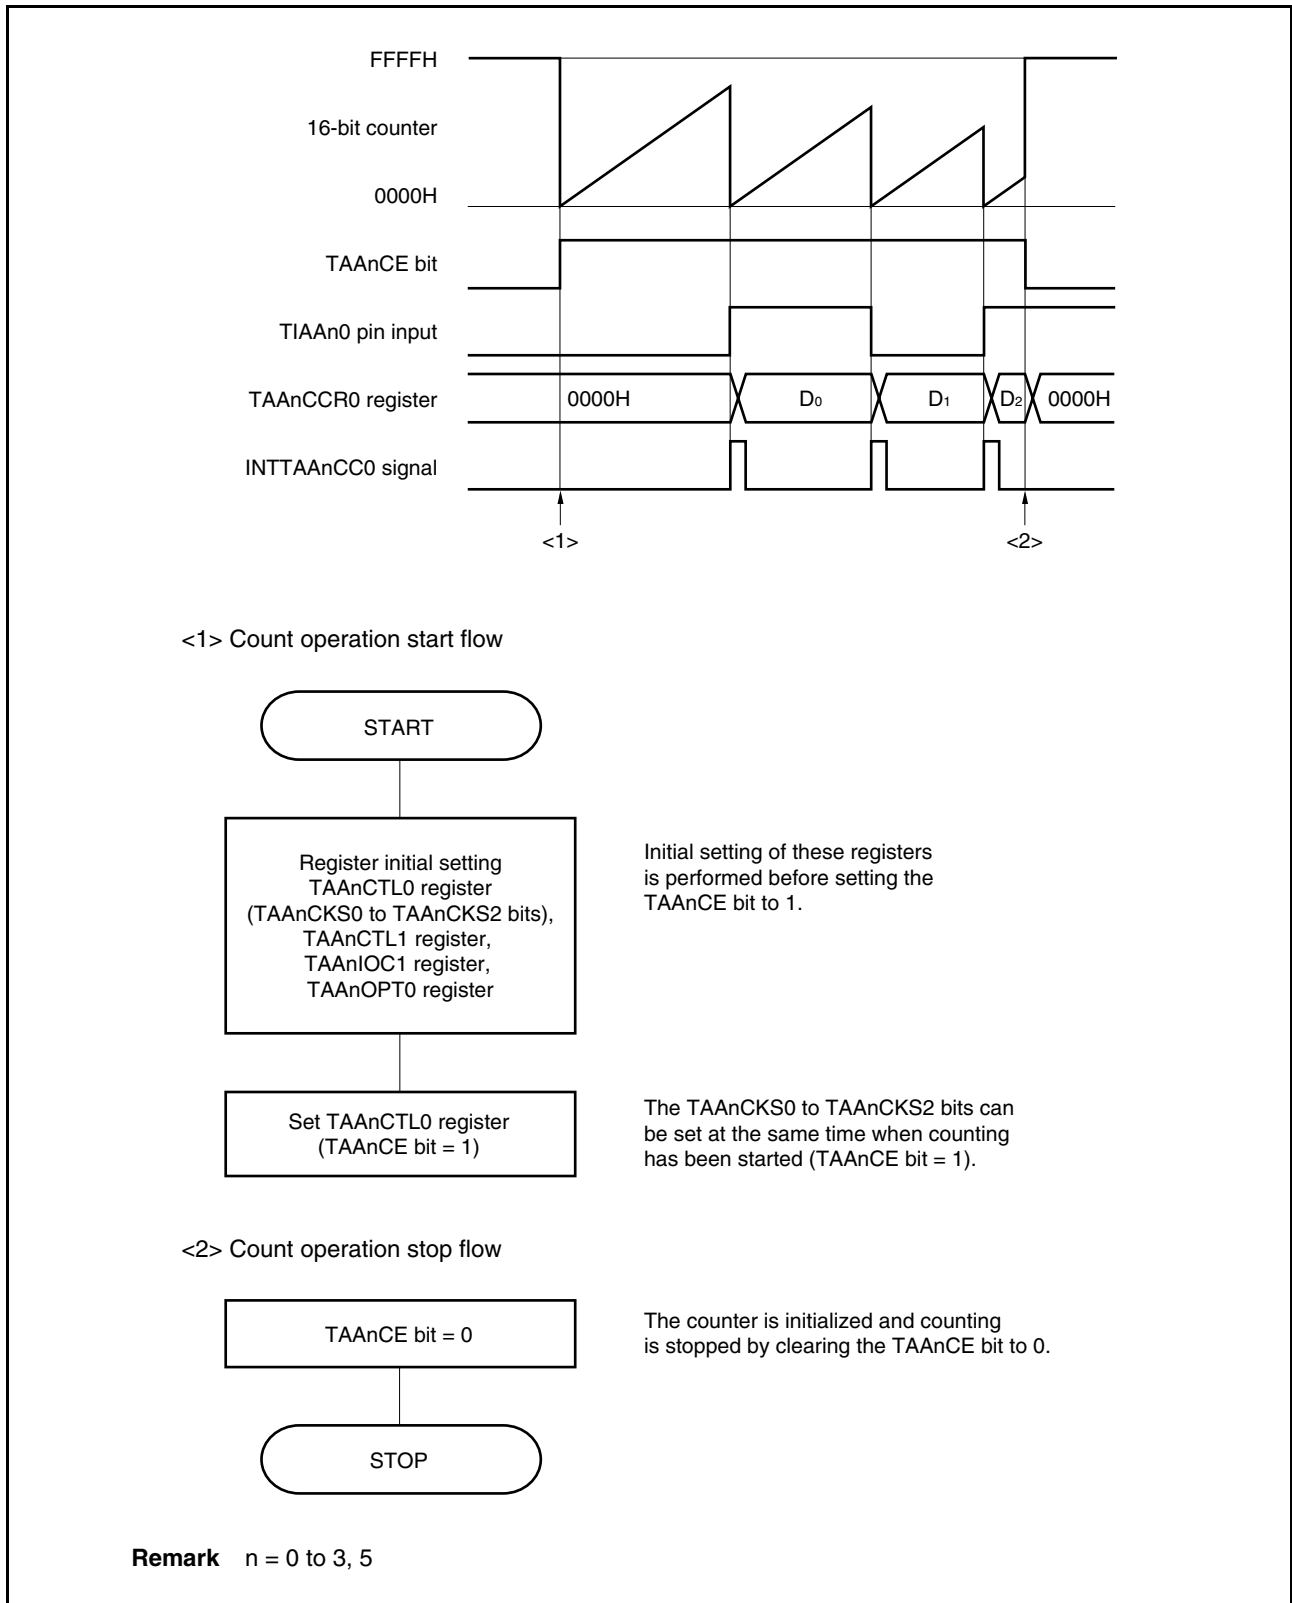 FFFFH
16-bit counter
0000H
TAAnCE bit
TIAAn0 pin input
TAAnCCR0 register
0000H
D0
D1
D2
0000H
INTTAAnCC0 signal
<1>
<2>
<1> Count operation start flow
START
Register initial setting
TAAnCTL0 register
(TAAnCKS0 to TAAnCKS2 bits),
TAAnCTL1 register,
TAAnIOC1 register,
TAAnOPT0 register
Initial setting of these registers
is performed before setting the
TAAnCE bit to 1.
Set TAAnCTL0 register
(TAAnCE bit = 1)
The TAAnCKS0 to TAAnCKS2 bits can
be set at the same time when counting
has been started (TAAnCE bit = 1).
<2> Count operation stop flow
TAAnCE bit = 0
The counter is initialized and counting
is stopped by clearing the TAAnCE bit to 0.
STOP
Remark n = 0 to 3, 5